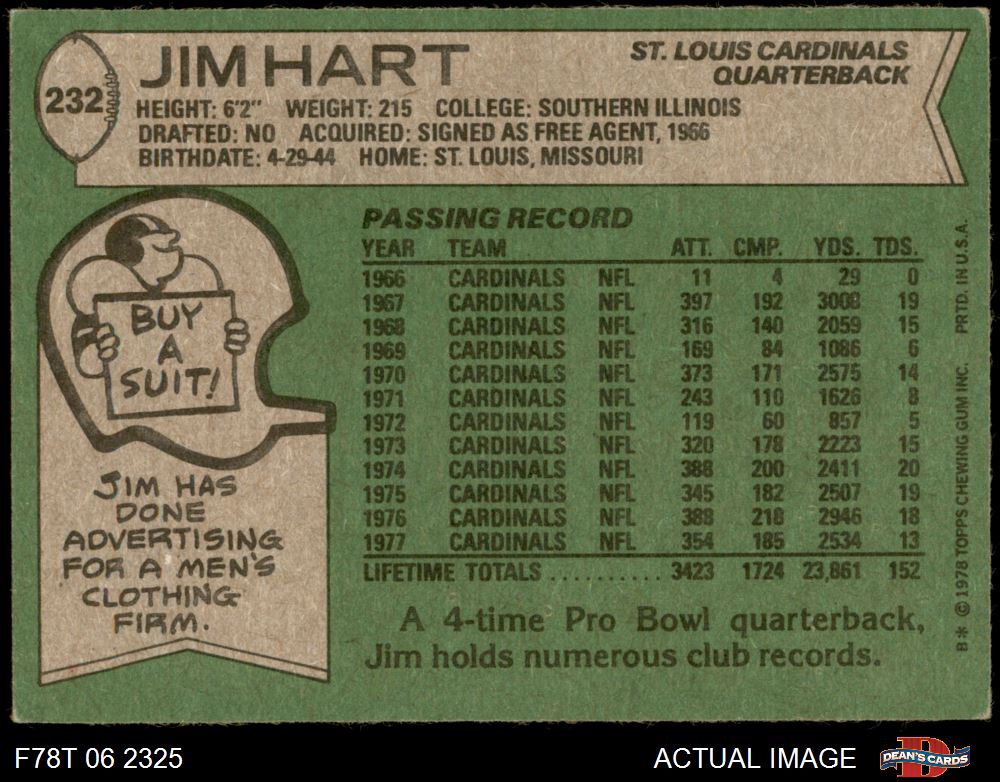 232
JIM HART
ST. LOUIS CARDINALS
QUARTERBACK
HEIGHT: 6'2" WEIGHT: 215 COLLEGE: SOUTHERN ILLINOIS
DRAFTED: NO ACQUIRED: SIGNED AS FREE AGENT, 1966
BIRTHDATE: 4-29-44 HOME: ST. LOUIS, MISSOURI
BUY
A
SUIT!
JIM HAS
DONE
ADVERTISING
FOR A MEN'S
CLOTHING
FIRM.
PASSING RECORD
YEAR TEAM ATT. CMP. YDS. TDS.
1966 CARDINALS NFL 11 4 29 0
1967 CARDINALS NFL 397 192 3008 19
1968 CARDINALS NFL 316 140 2059 15
1969 CARDINALS NFL 169 84 1086 6
1970 CARDINALS NFL 373 171 2575 14
1971 CARDINALS NFL 243 110 1626 8
1972 CARDINALS NFL 119 60 857 5
1973 CARDINALS NFL 320 178 2223 15
1974 CARDINALS NFL 388 200 2411 20
1975 CARDINALS NFL 345 182 2507 19
1976 CARDINALS NFL 388 218 2946 18
1977 CARDINALS NFL 354 185 2534 13
LIFETIME TOTALS .......... 3423 1724 23,861 152
A 4-time Pro Bowl quarterback,
Jim holds numerous club records.
B* © 1978 TOPPS CHEWING GUM INC. PRTD. IN U.S.A.
F78T 06 2325
ACTUAL IMAGE
D
DEAN'S CARDS